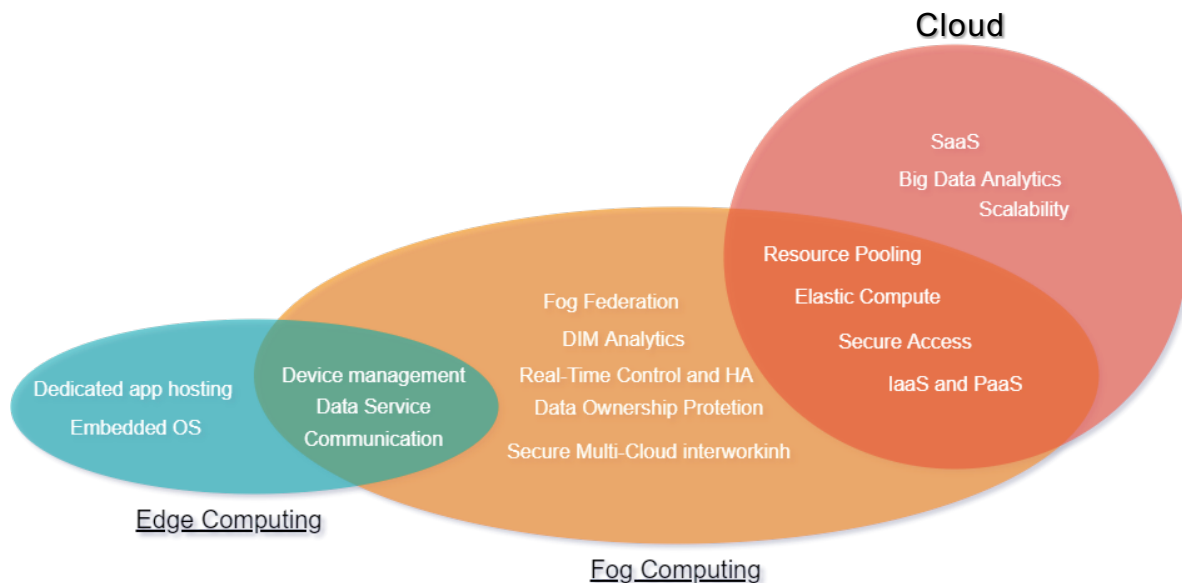 Cloud
SaaS
Big Data Analytics
Scalability
Resource Pooling
Elastic Compute
Secure Access
IaaS and PaaS
Fog Federation
DIM Analytics
Real-Time Control and HA
Data Ownership Protetion
Secure Multi-Cloud interworkinh
Device management
Data Service
Communication
Dedicated app hosting
Embedded OS
Edge Computing
Fog Computing